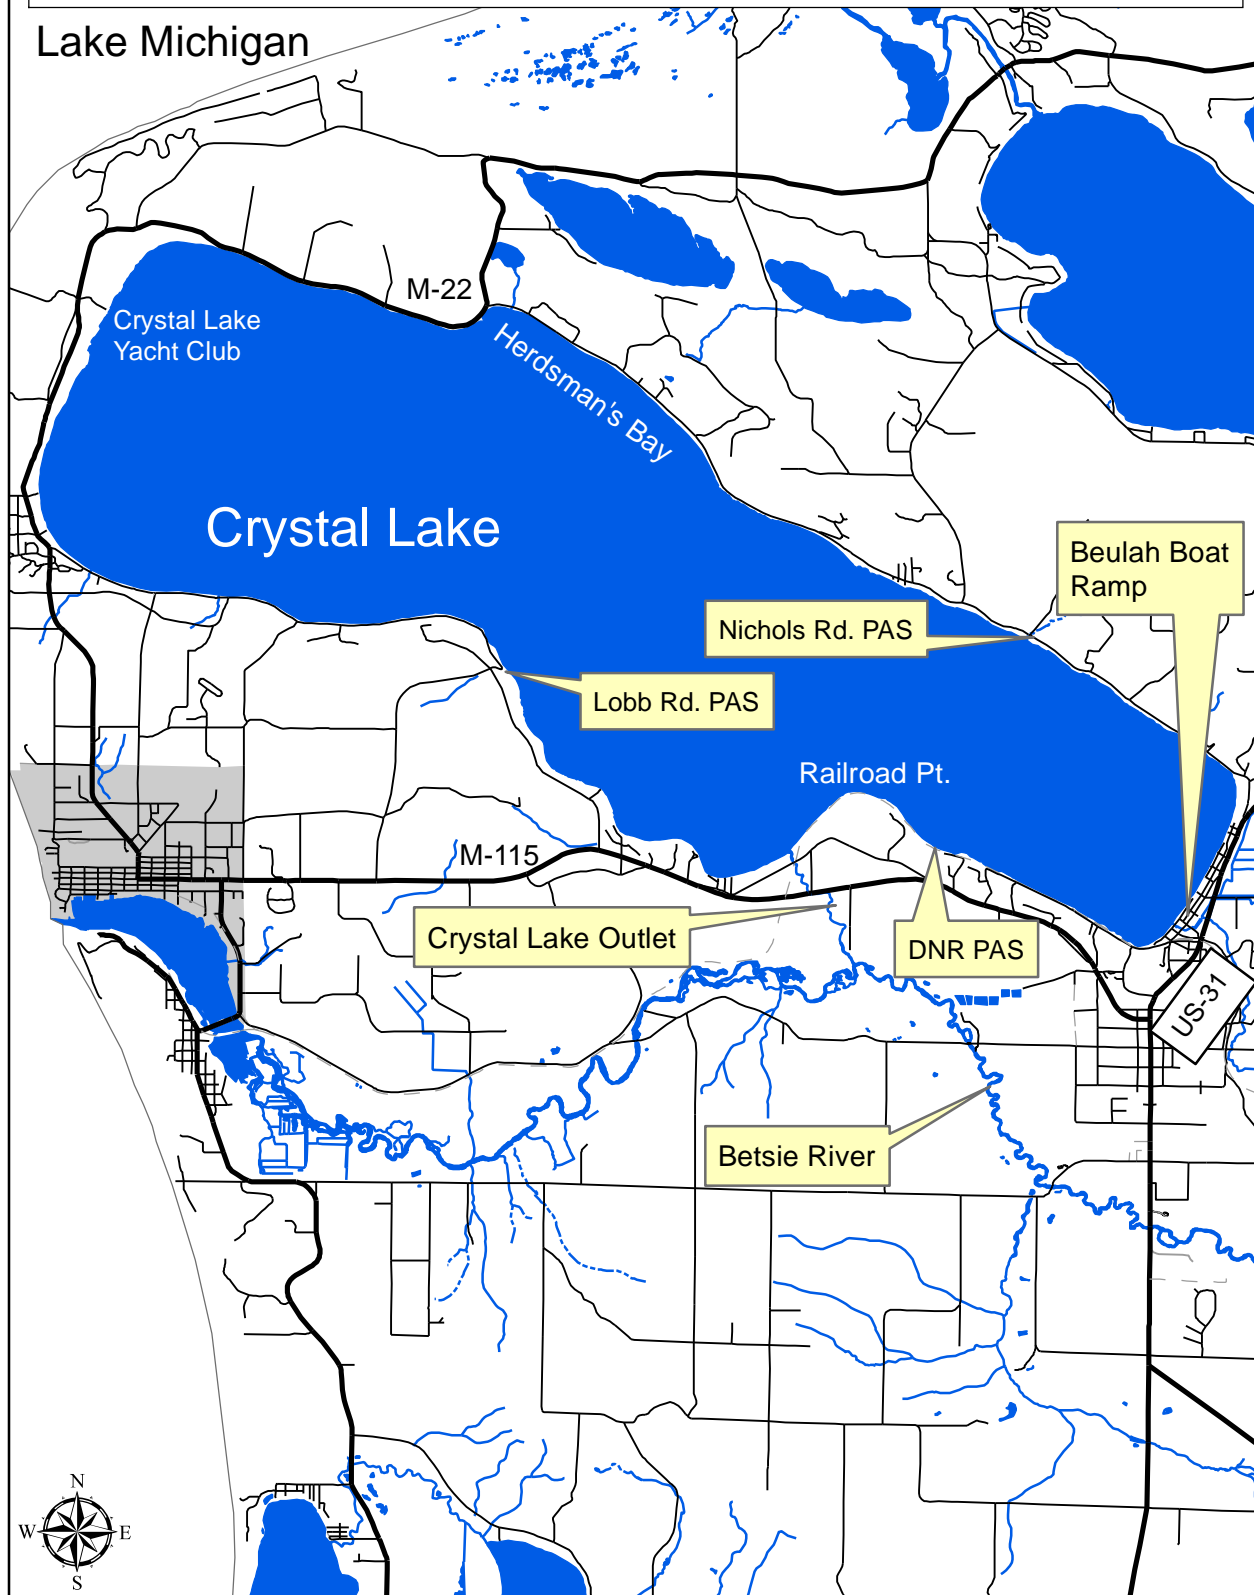 Lake Michigan
M-22
Crystal Lake
Yacht Club
Herdsman's Bay
Crystal Lake
Beulah Boat
Ramp
Nichols Rd. PAS
Lobb Rd. PAS
Railroad Pt.
M-115
Crystal Lake Outlet
DNR PAS
US-31
Betsie River
N
W
E
S